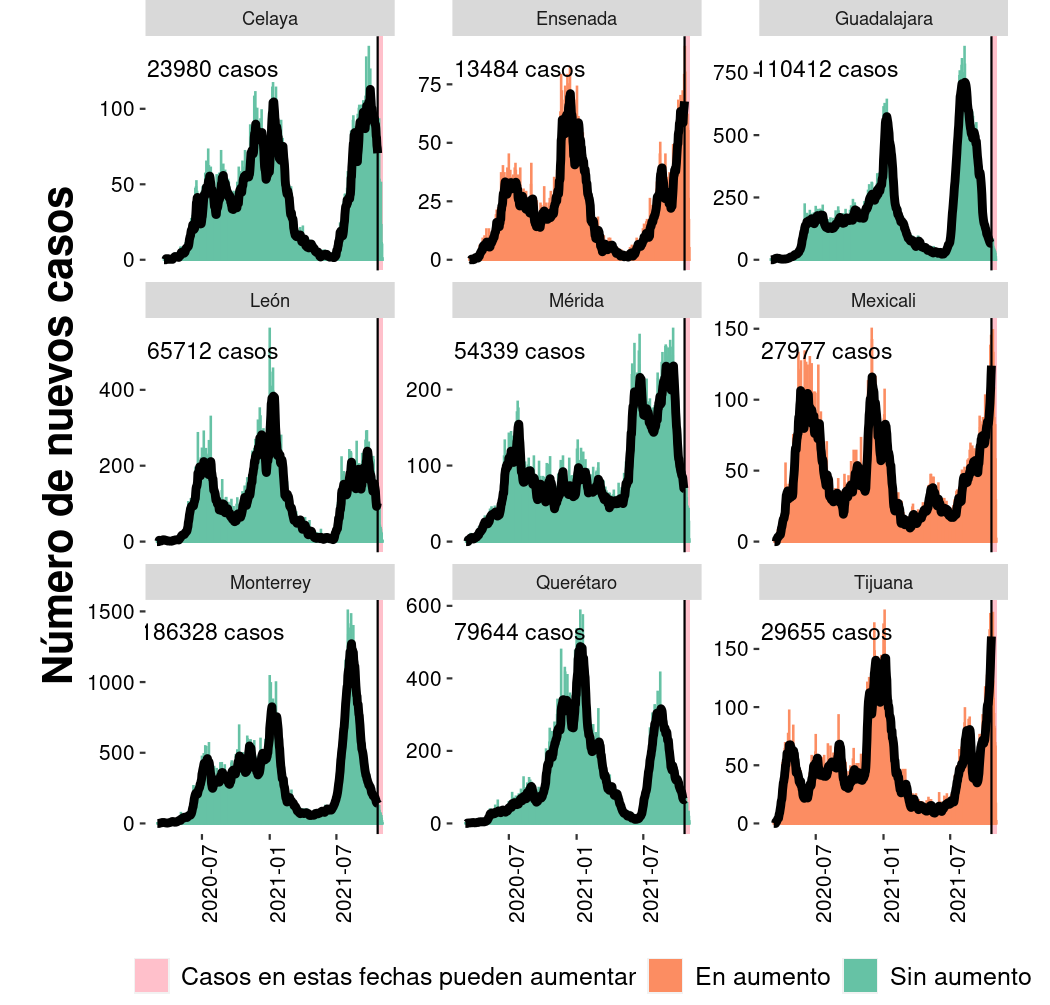 Número de nuevos casos
Celaya
Ensenada
Guadalajara
23980 casos
13484 casos
110412 casos
100
50
0
75
50
25
0
750
500
250
0
León
Mérida
Mexicali
65712 casos
54339 casos
27977 casos
400
200
0
200
100
0
150
100
50
0
Monterrey
Querétaro
Tijuana
186328 casos
79644 casos
29655 casos
1500
1000
500
0
600
400
200
0
150
100
50
0
2020-07
2021-01
2021-07
2020-07
2021-01
2021-07
2020-07
2021-01
2021-07
Casos en estas fechas pueden aumentar
En aumento
Sin aumento